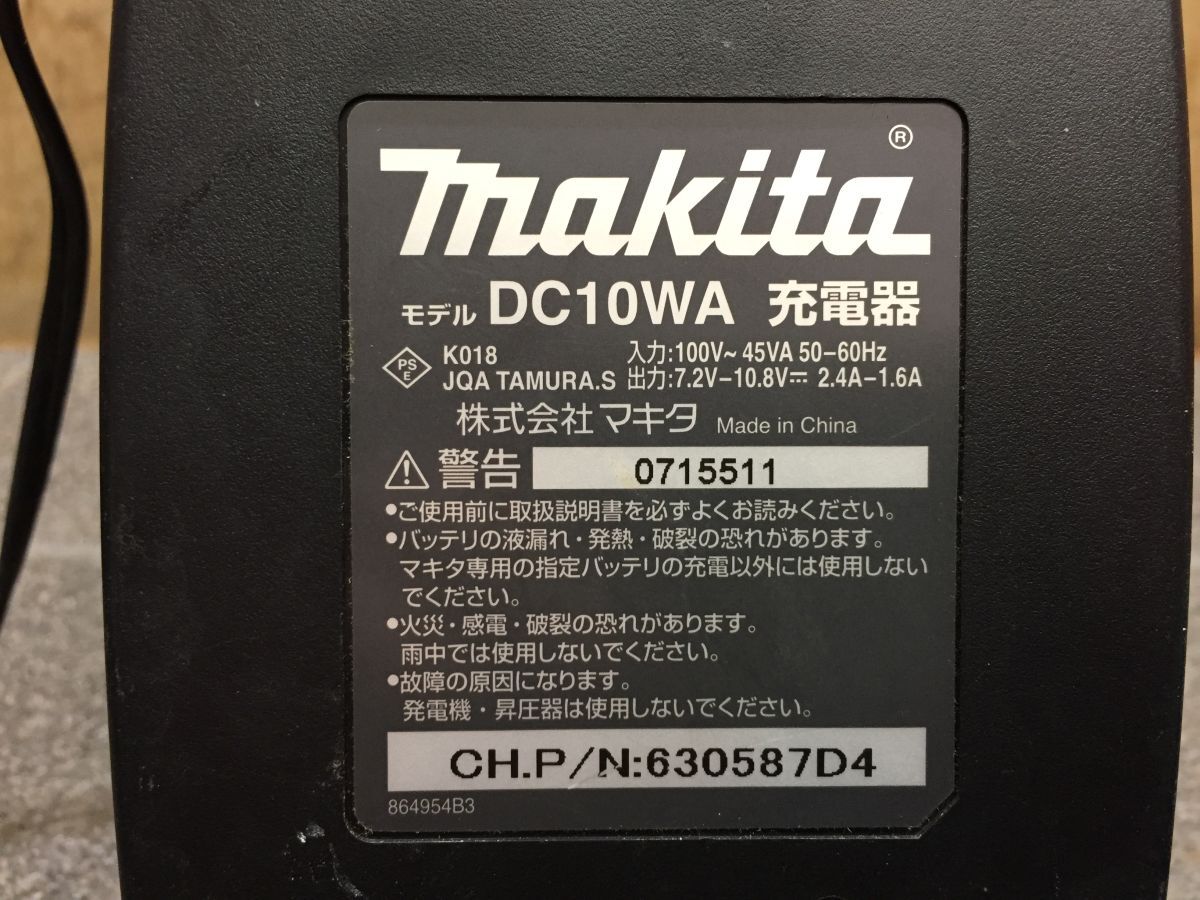 makita®
モデル DC10WA 充電器
PS E K018 入力:100V~ 45VA 50-60Hz
JQA TAMURA.S 出力:7.2V-10.8V⎓ 2.4A-1.6A
株式会社 マキタ Made in China
警告 0715511
•ご使用前に取扱説明書を必ずよくお読みください。
•バッテリの液漏れ・発熱・破裂の恐れがあります。
マキタ専用の指定バッテリの充電以外には使用しない
でください。
•火災・感電・破裂の恐れがあります。
雨中では使用しないでください。
•故障の原因になります。
発電機・昇圧器は使用しないでください。
CH.P/N:630587D4
864954B3